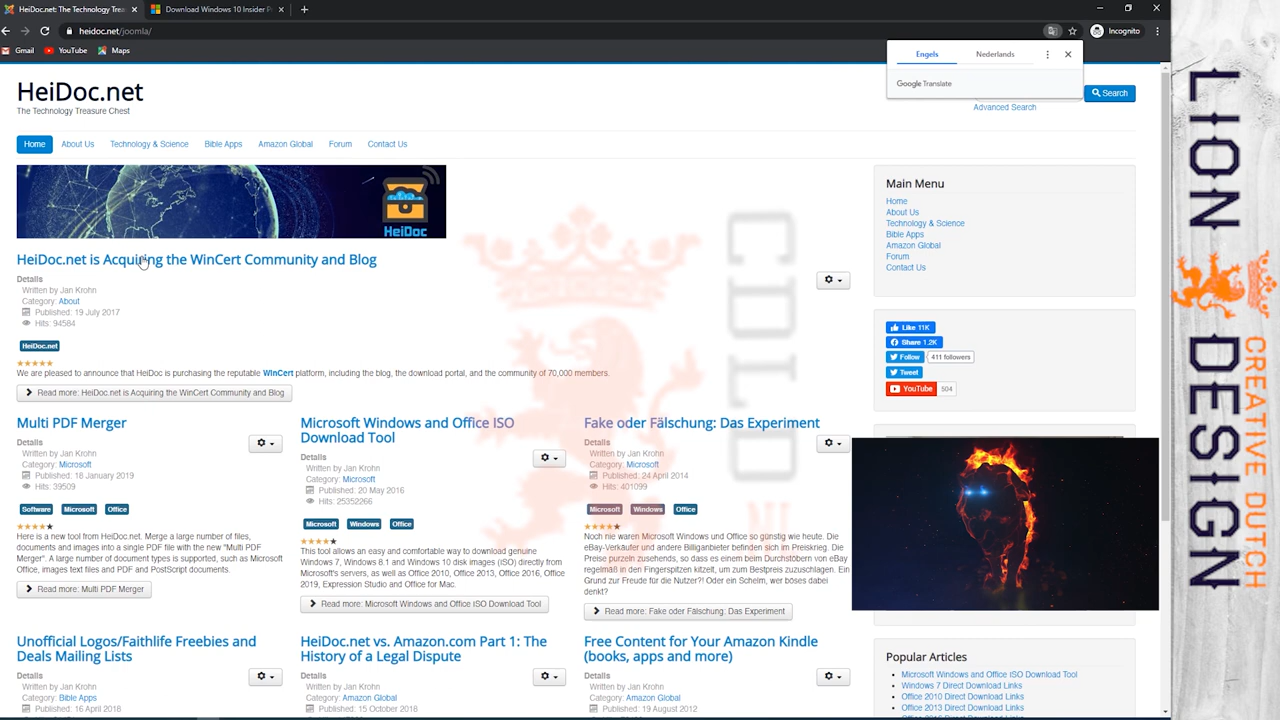 HeiDoc.net: The Technology Treas
Download Windows 10 Insider P
heidoc.net/joomla/
Incognito
Gmail YouTube Maps
Engels Nederlands
Google Translate
HeiDoc.net
The Technology Treasure Chest
Search
Advanced Search
Home About Us Technology & Science Bible Apps Amazon Global Forum Contact Us
HeiDoc
HeiDoc.net is Acquiring the WinCert Community and Blog
Details
Written by Jan Krohn
Category: About
Published: 19 July 2017
Hits: 94584
HeiDoc.net
We are pleased to announce that HeiDoc is purchasing the reputable WinCert platform, including the blog, the download portal, and the community of 70,000 members.
Read more: HeiDoc.net is Acquiring the WinCert Community and Blog
Multi PDF Merger
Details
Written by Jan Krohn
Category: Microsoft
Published: 18 January 2019
Hits: 39509
Software Microsoft Office
Here is a new tool from HeiDoc.net. Merge a large number of files,
documents and images into a single PDF file with the new "Multi PDF
Merger". A large number of document types is supported, such as Microsoft
Office, images text files and PDF and PostScript documents.
Read more: Multi PDF Merger
Microsoft Windows and Office ISO
Download Tool
Details
Written by Jan Krohn
Category: Microsoft
Published: 20 May 2016
Hits: 25352266
Microsoft Windows Office
This tool allows an easy and comfortable way to download genuine
Windows 7, Windows 8.1 and Windows 10 disk images (ISO) directly from
Microsoft's servers, as well as Office 2010, Office 2013, Office 2016, Office
2019, Expression Studio and Office for Mac.
Read more: Microsoft Windows and Office ISO Download Tool
Fake oder Fälschung: Das Experiment
Details
Written by Jan Krohn
Category: Microsoft
Published: 24 April 2014
Hits: 401099
Microsoft Windows Office
Noch nie waren Microsoft Windows und Office so günstig wie heute. Die
eBay-Verkäufer und andere Billiganbieter befinden sich im Preiskrieg. Die
Preise purzeln zusehends, so dass es einem beim Durchstöbern von eBay
regelmäßig in den Fingerspitzen kitzelt, um zum Bestpreis zuzuschlagen. Ein
Grund zur Freude für die Nutzer?! Oder ein Schelm, wer böses dabei
denkt?
Read more: Fake oder Fälschung: Das Experiment
Unofficial Logos/Faithlife Freebies and
Deals Mailing Lists
Details
Written by Jan Krohn
Category: Bible Apps
Published: 16 April 2018
HeiDoc.net vs. Amazon.com Part 1: The
History of a Legal Dispute
Details
Written by Jan Krohn
Category: Amazon Global
Published: 15 October 2018
Free Content for Your Amazon Kindle
(books, apps and more)
Details
Written by Jan Krohn
Category: Amazon Global
Published: 19 August 2012
Main Menu
Home
About Us
Technology & Science
Bible Apps
Amazon Global
Forum
Contact Us
Like 11K
Share 1.2K
Follow 411 followers
Tweet
YouTube 504
Popular Articles
Microsoft Windows and Office ISO Download Tool
Windows 7 Direct Download Links
Office 2010 Direct Download Links
Office 2013 Direct Download Links
LION DESIGN
CREATIVE DUTCH